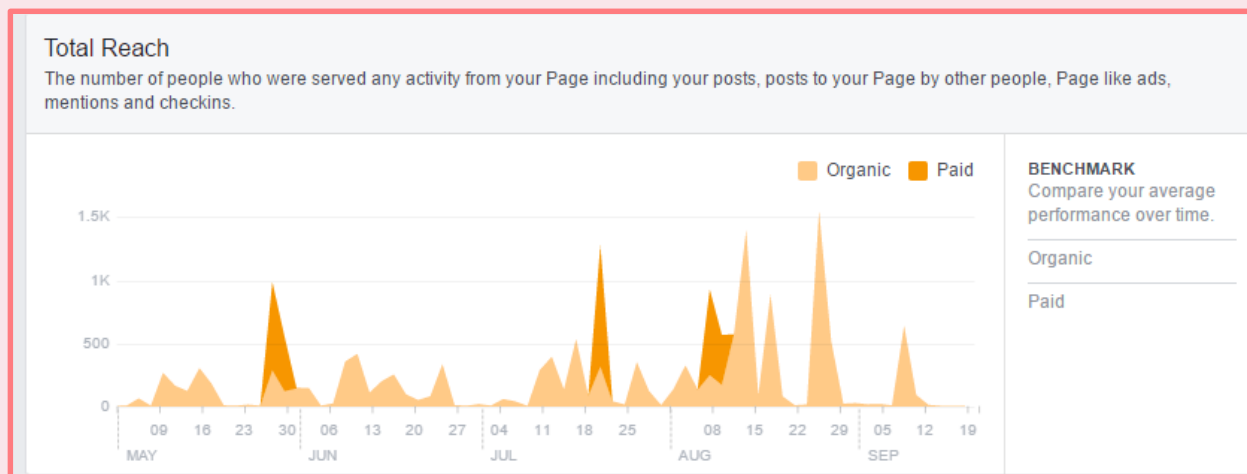 Total Reach
The number of people who were served any activity from your Page including your posts, posts to your Page by other people, Page like ads,
mentions and checkins.
Organic Paid
BENCHMARK
Compare your average
performance over time.
Organic
Paid
1.5K
1K
500
0
09 16 23 30 06 13 20 27 04 11 18 25 08 15 22 29 05 12 19
MAY JUN JUL AUG SEP